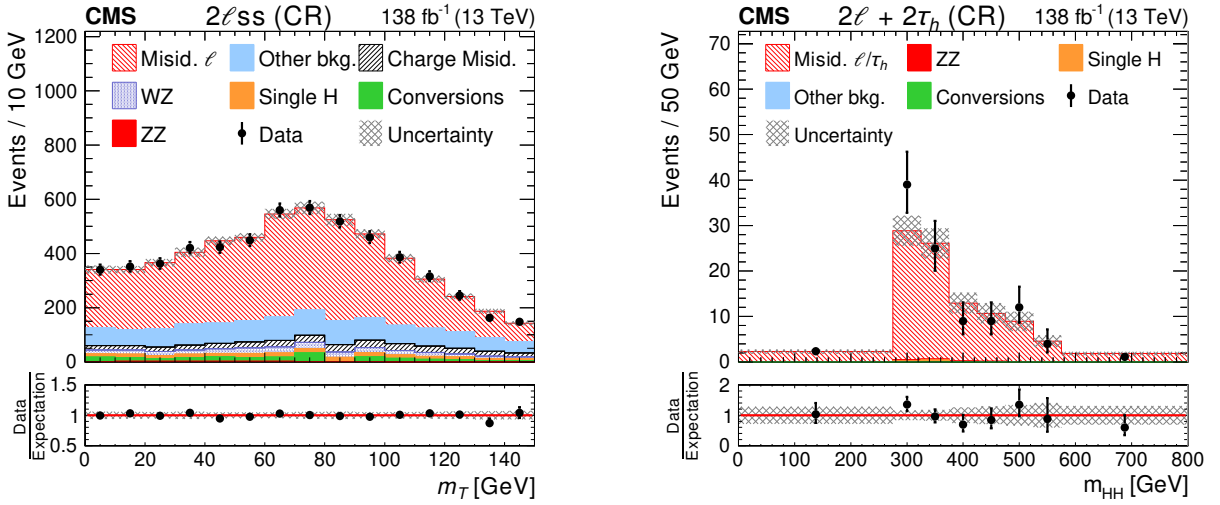 CMS 2ℓss (CR) 138 fb⁻¹ (13 TeV)
Events / 10 GeV
1200
1000
800
600
400
200
0
Misid. ℓ Other bkg. Charge Misid.
WZ Single H Conversions
ZZ Data Uncertainty
Data
Expectation
1.5
1
0.5
0 20 40 60 80 100 120 140
m_T [GeV]
CMS 2ℓ + 2τ_h (CR) 138 fb⁻¹ (13 TeV)
Events / 50 GeV
70
60
50
40
30
20
10
0
Misid. ℓ/τ_h ZZ Single H
Other bkg. Conversions Data
Uncertainty
Data
Expectation
2
1
0
0 100 200 300 400 500 600 700 800
m_HH [GeV]